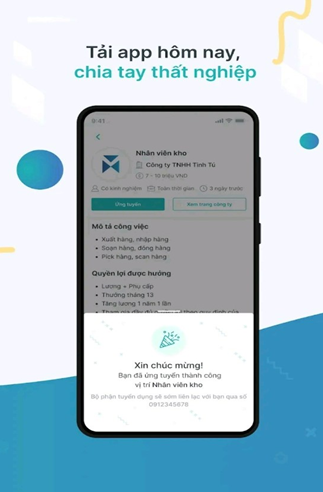 Tải app hôm nay,
chia tay thất nghiệp
9:41
Nhân viên kho
Công ty TNHH Tinh Tú
7 - 10 triệu VNĐ
Có kinh nghiệm Toàn thời gian 3 ngày trước
Ứng tuyển Xem trang công ty
Mô tả công việc
• Xuất hàng, nhập hàng
• Soạn hàng, đóng hàng
• Pick hàng, scan hàng
Quyền lợi được hưởng
• Lương + Phụ cấp
• Thưởng tháng 13
• Tăng lương 1 năm 1 lần
• Tham gia đầy đủ theo quy định của
Xin chúc mừng!
Bạn đã ứng tuyển thành công
vị trí Nhân viên kho
Bộ phận tuyển dụng sẽ sớm liên lạc với bạn qua số
0912345678